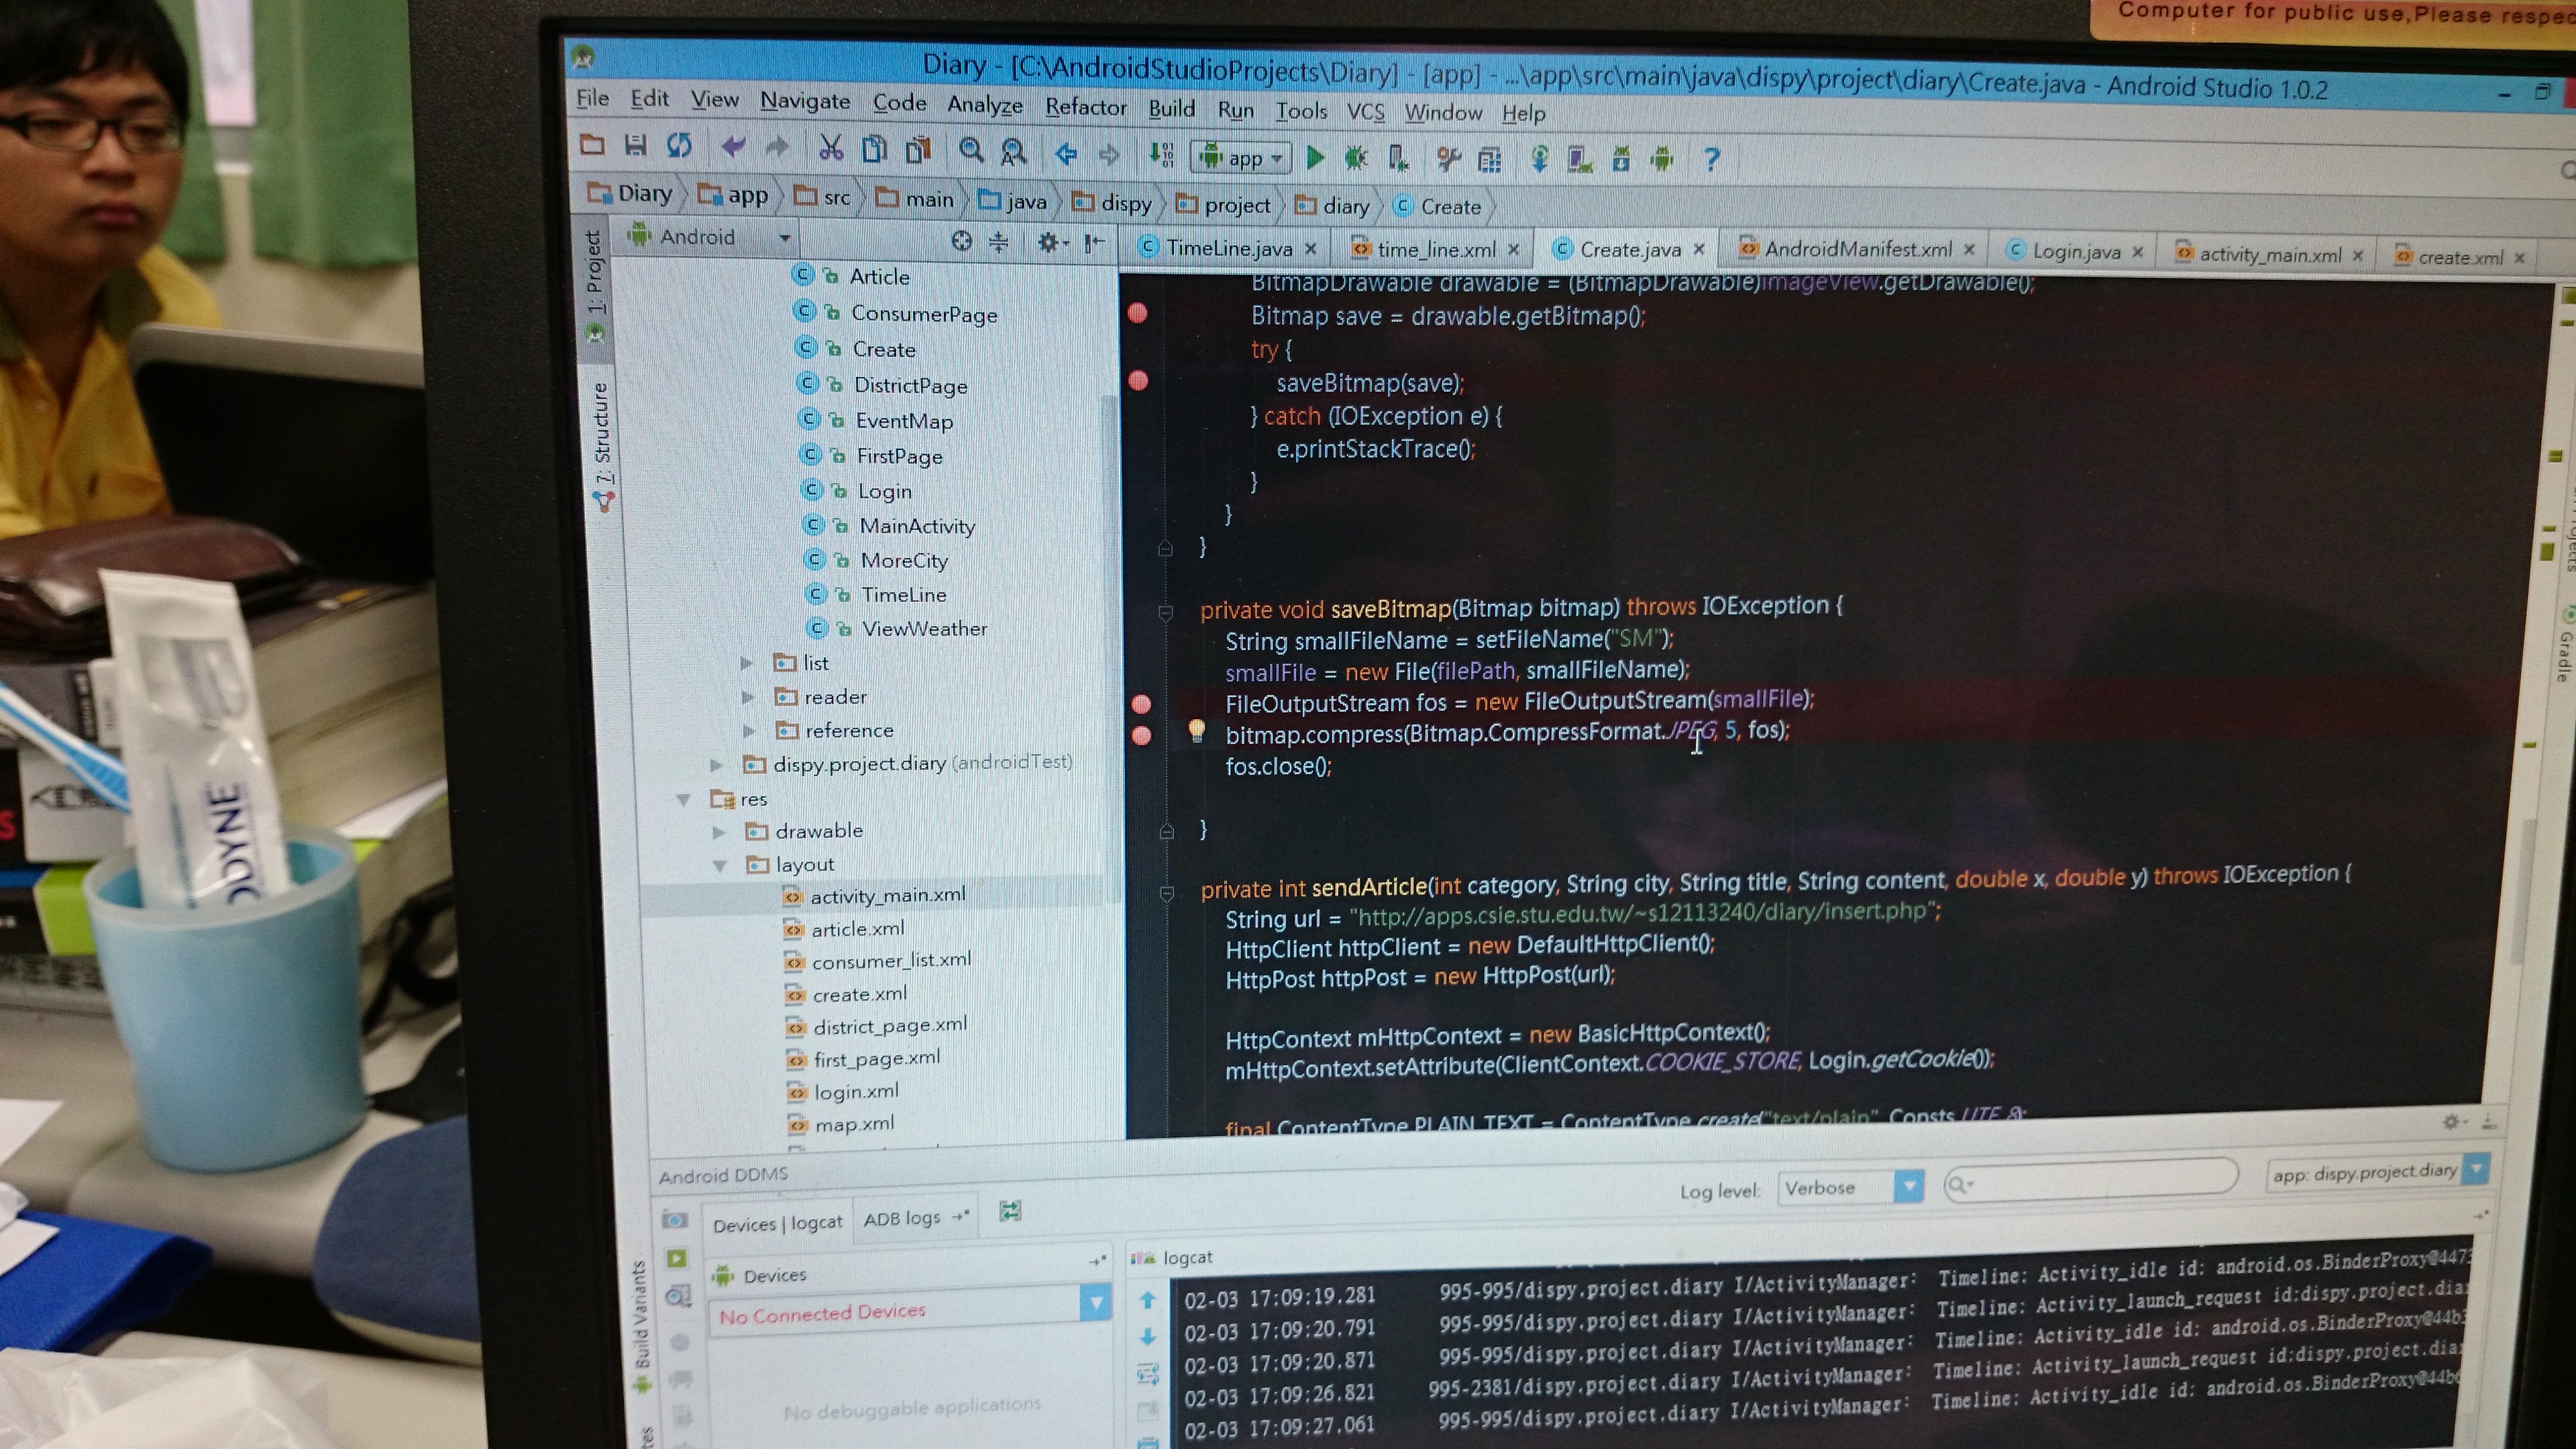 Computer for public use,Please respec
Diary - [C:\AndroidStudioProjects\Diary] - [app] - ...\app\src\main\java\dispy\project\diary\Create.java - Android Studio 1.0.2
File Edit View Navigate Code Analyze Refactor Build Run Tools VCS Window Help
app
Diary app src main java dispy project diary Create
1: Project
7: Structure
Android
TimeLine.java time_line.xml Create.java AndroidManifest.xml Login.java activity_main.xml create.xml
Article
ConsumerPage
Create
DistrictPage
EventMap
FirstPage
Login
MainActivity
MoreCity
TimeLine
ViewWeather
list
reader
reference
dispy.project.diary (androidTest)
res
drawable
layout
activity_main.xml
article.xml
consumer_list.xml
create.xml
district_page.xml
first_page.xml
login.xml
map.xml
BitmapDrawable drawable = (BitmapDrawable)imageView.getDrawable();
Bitmap save = drawable.getBitmap();
try {
saveBitmap(save);
} catch (IOException e) {
e.printStackTrace();
}
}
}
private void saveBitmap(Bitmap bitmap) throws IOException {
String smallFileName = setFileName("SM");
smallFile = new File(filePath, smallFileName);
FileOutputStream fos = new FileOutputStream(smallFile);
bitmap.compress(Bitmap.CompressFormat.JPEG, 5, fos);
fos.close();
}
private int sendArticle(int category, String city, String title, String content, double x, double y) throws IOException {
String url = "http://apps.csie.stu.edu.tw/~s12113240/diary/insert.php";
HttpClient httpClient = new DefaultHttpClient();
HttpPost httpPost = new HttpPost(url);
HttpContext mHttpContext = new BasicHttpContext();
mHttpContext.setAttribute(ClientContext.COOKIE_STORE, Login.getCookie());
final ContentType PLAIN_TEXT = ContentType.create("text/plain", Consts.UTF_8);
Gradle
Android DDMS
Log level: Verbose
app: dispy.project.diary
Devices | logcat ADB logs
Devices
No Connected Devices
No debuggable applications
Build Variants
logcat
02-03 17:09:19.281 995-995/dispy.project.diary I/ActivityManager: Timeline: Activity_idle id: android.os.BinderProxy@4473
02-03 17:09:20.791 995-995/dispy.project.diary I/ActivityManager: Timeline: Activity_launch_request id:dispy.project.dia
02-03 17:09:20.871 995-995/dispy.project.diary I/ActivityManager: Timeline: Activity_idle id: android.os.BinderProxy@44b
02-03 17:09:26.821 995-2381/dispy.project.diary I/ActivityManager: Timeline: Activity_launch_request id:dispy.project.dia
02-03 17:09:27.061 995-995/dispy.project.diary I/ActivityManager: Timeline: Activity_idle id: android.os.BinderProxy@44b
ODYNE